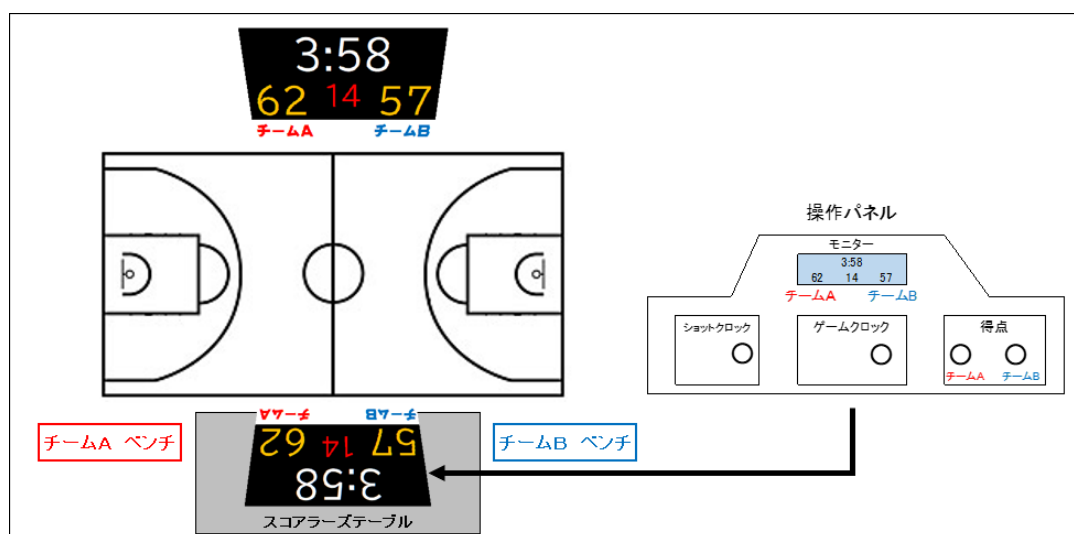 3:58
62 14 57
チームA チームB
操作パネル
モニター
3:58
62 14 57
チームA チームB
ショットクロック
ゲームクロック
得点
チームA チームB
チームA ベンチ
チームA チームB
62 14 57
3:58
スコアラーズテーブル
チームB ベンチ